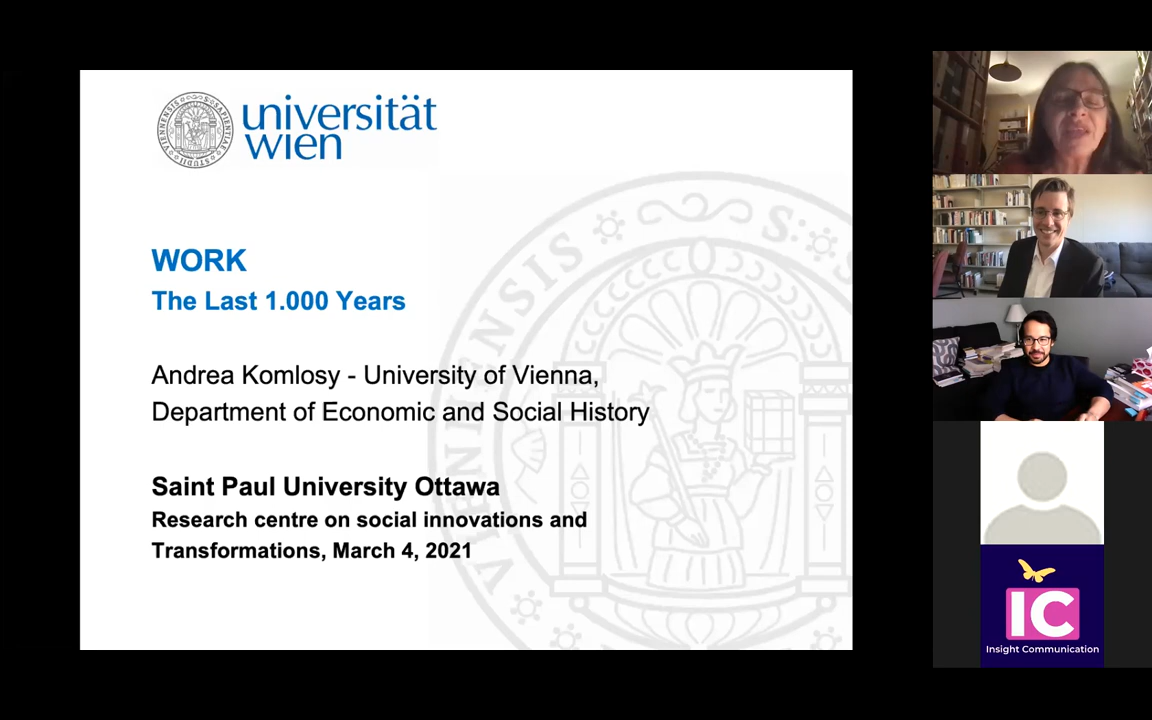 universität
wien
WORK
The Last 1.000 Years
Andrea Komlosy - University of Vienna,
Department of Economic and Social History
Saint Paul University Ottawa
Research centre on social innovations and
Transformations, March 4, 2021
IC
Insight Communication